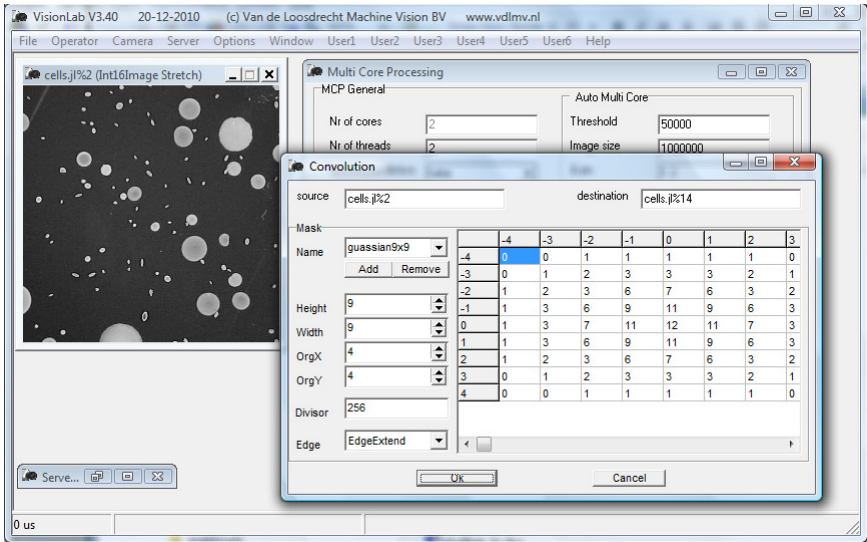 VisionLab V3.40 20-12-2010 (c) Van de Loosdrecht Machine Vision BV www.vdlmv.nl
File Operator Camera Server Options Window User1 User2 User3 User4 User5 User6 Help
cells.jl%2 (Int16Image Stretch)
Multi Core Processing
MCP General
Auto Multi Core
Nr of cores 2 Threshold 50000
Nr of threads 2 Image size 1000000
Convolution
source cells.jl%2 destination cells.jl%14
Mask
Name guassian9x9
Add Remove
Height 9
Width 9
OrgX 4
OrgY 4
Divisor 256
Edge EdgeExtend
-4 -3 -2 -1 0 1 2 3
-4 0 0 1 1 1 1 1 0
-3 0 1 2 3 3 3 2 1
-2 1 2 3 6 7 6 3 2
-1 1 3 6 9 11 9 6 3
0 1 3 7 11 12 11 7 3
1 1 3 6 9 11 9 6 3
2 1 2 3 6 7 6 3 2
3 0 1 2 3 3 3 2 1
4 0 0 1 1 1 1 1 0
Ok Cancel
Serve...
0 us